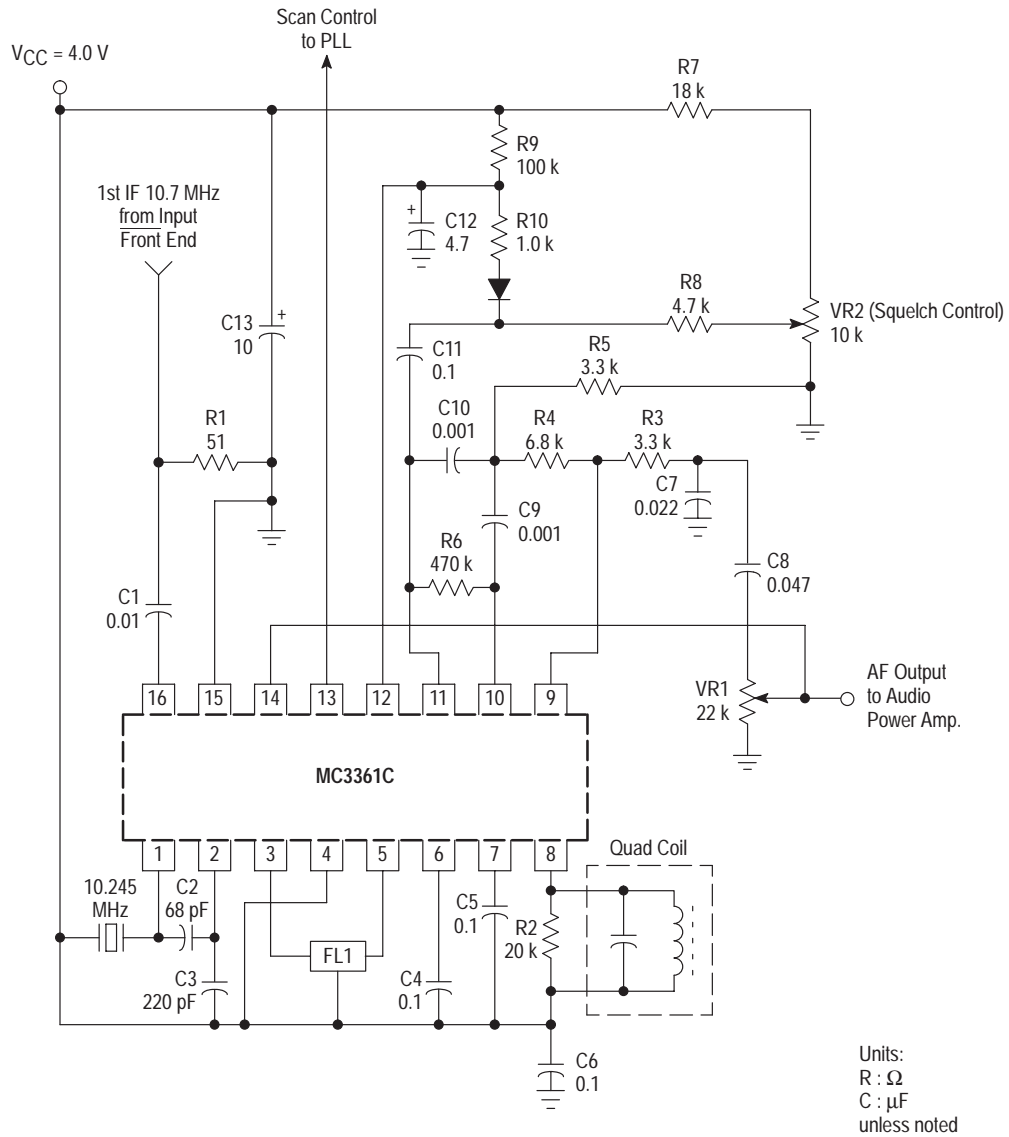 Scan Control
to PLL
VCC = 4.0 V
R7
18 k
R9
100 k
1st IF 10.7 MHz
from Input
Front End
+
C12
4.7
R10
1.0 k
R8
4.7 k
VR2 (Squelch Control)
10 k
C13
10
+
C11
0.1
R5
3.3 k
R1
51
C10
0.001
R4
6.8 k
R3
3.3 k
C7
0.022
C9
0.001
R6
470 k
C8
0.047
C1
0.01
AF Output
to Audio
Power Amp.
VR1
22 k
16 15 14 13 12 11 10 9
MC3361C
1 2 3 4 5 6 7 8
Quad Coil
10.245
MHz
C2
68 pF
C5
0.1
R2
20 k
FL1
C3
220 pF
C4
0.1
C6
0.1
Units:
R : Ω
C : µF
unless noted